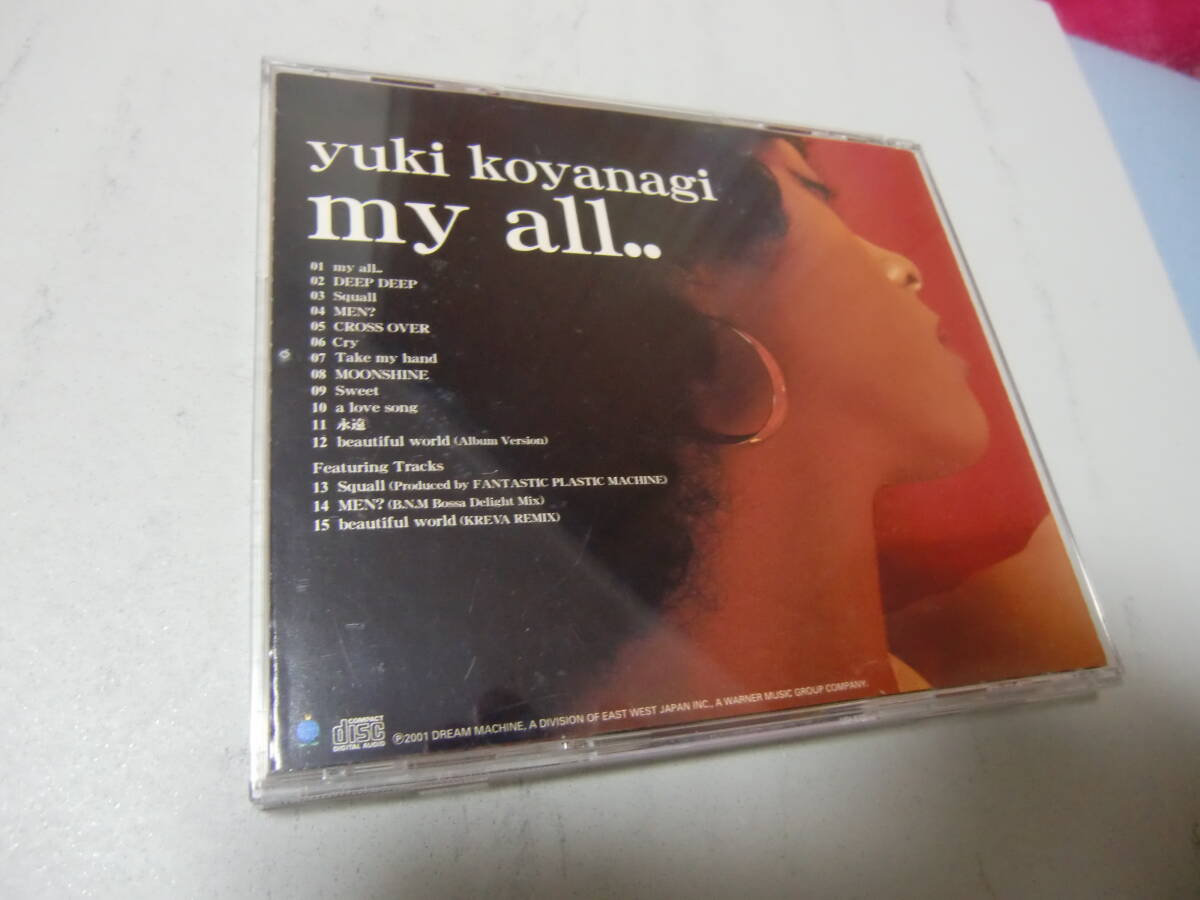 yuki koyanagi
my all..
01 my all..
02 DEEP DEEP
03 Squall
04 MEN?
05 CROSS OVER
06 Cry
07 Take my hand
08 MOONSHINE
09 Sweet
10 a love song
11 永遠
12 beautiful world (Album Version)
Featuring Tracks
13 Squall (Produced by FANTASTIC PLASTIC MACHINE)
14 MEN? (B.N.M Bossa Delight Mix)
15 beautiful world (KREVA REMIX)
COMPACT
disc
DIGITAL AUDIO
℗2001 DREAM MACHINE, A DIVISION OF EAST WEST JAPAN INC., A WARNER MUSIC GROUP COMPANY.